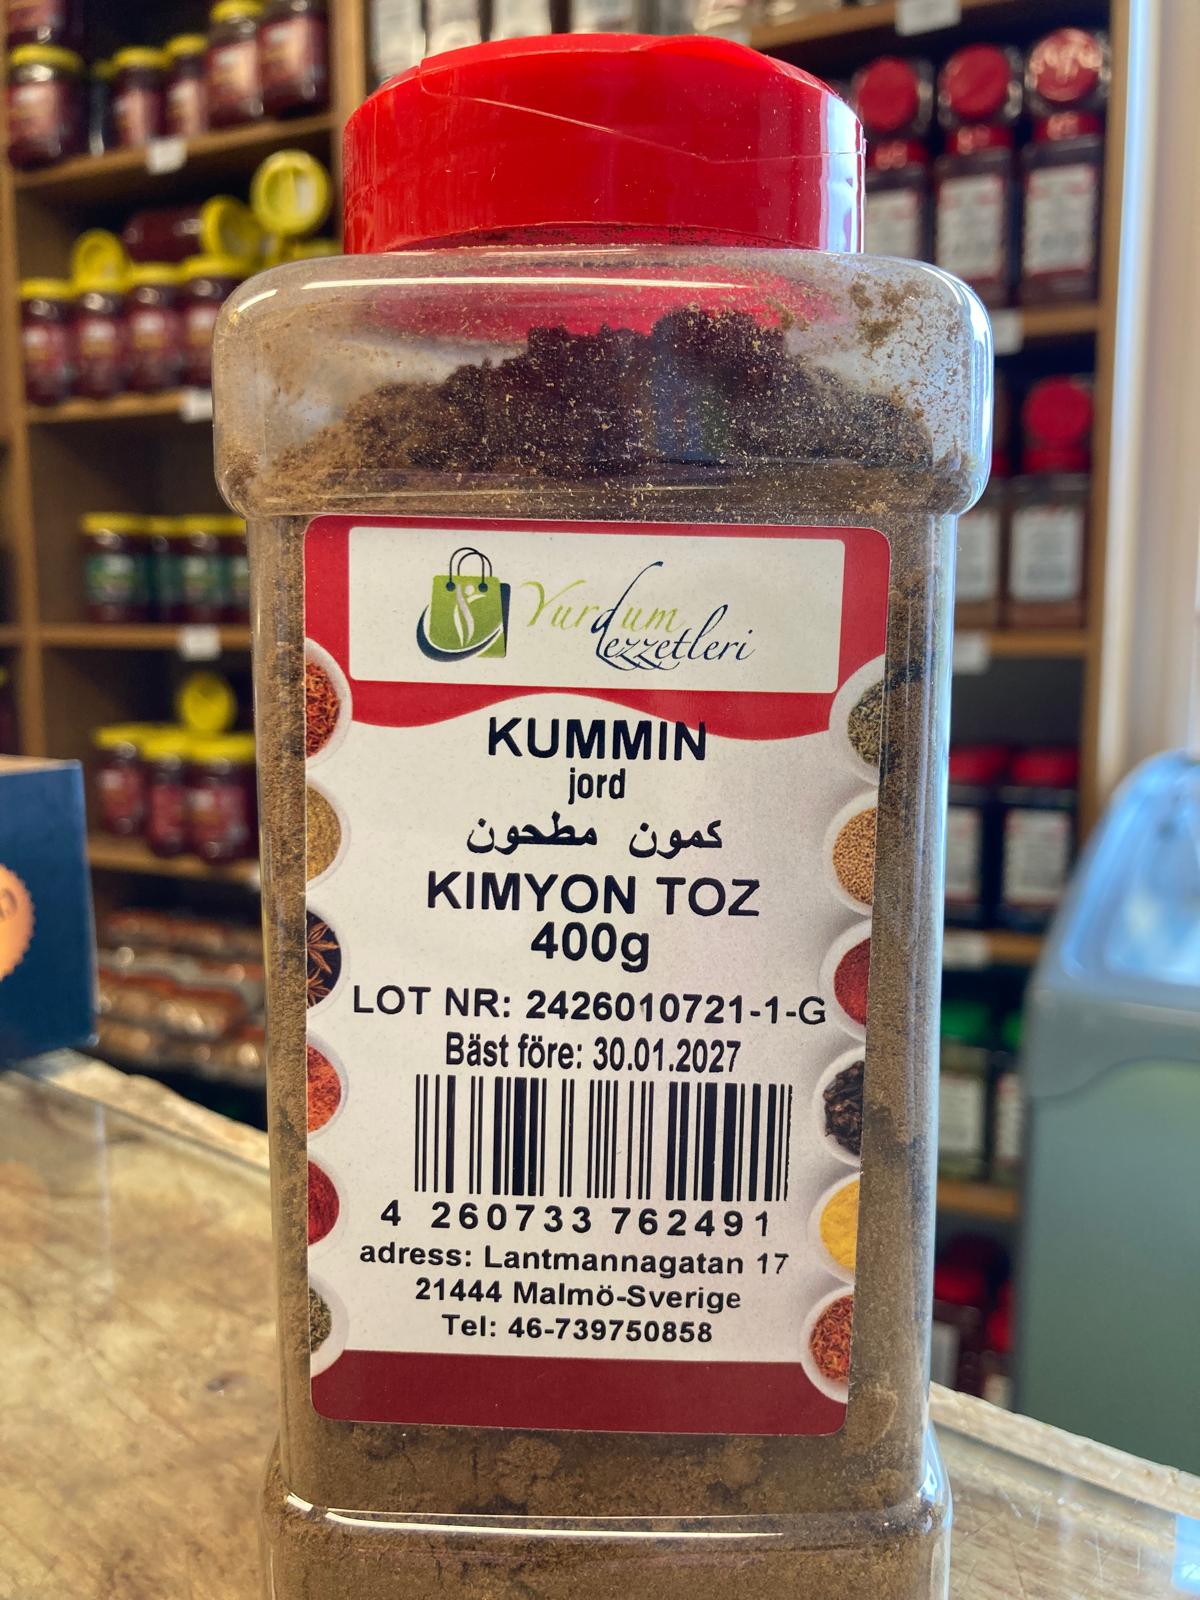 Yurdum
Lezzetleri
KUMMIN
jord
كمون مطحون
KIMYON TOZ
400g
LOT NR: 2426010721-1-G
Bäst före: 30.01.2027
4 260733 762491
adress: Lantmannagatan 17
21444 Malmö-Sverige
Tel: 46-739750858